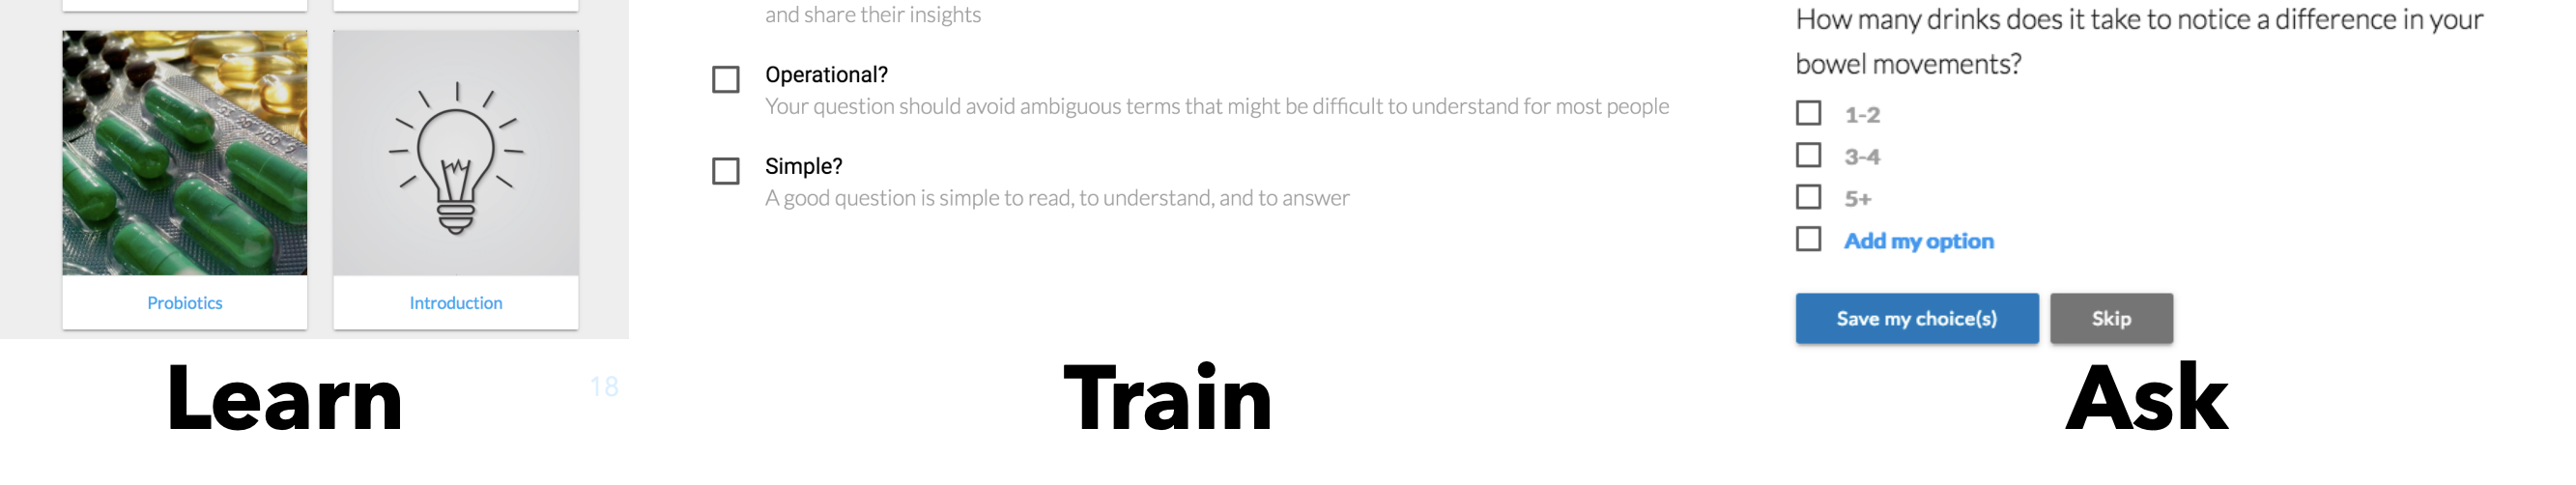 Probiotics
Introduction
Learn
18
and share their insights
Operational?
Your question should avoid ambiguous terms that might be difficult to understand for most people
Simple?
A good question is simple to read, to understand, and to answer
Train
How many drinks does it take to notice a difference in your
bowel movements?
1-2
3-4
5+
Add my option
Save my choice(s)
Skip
Ask